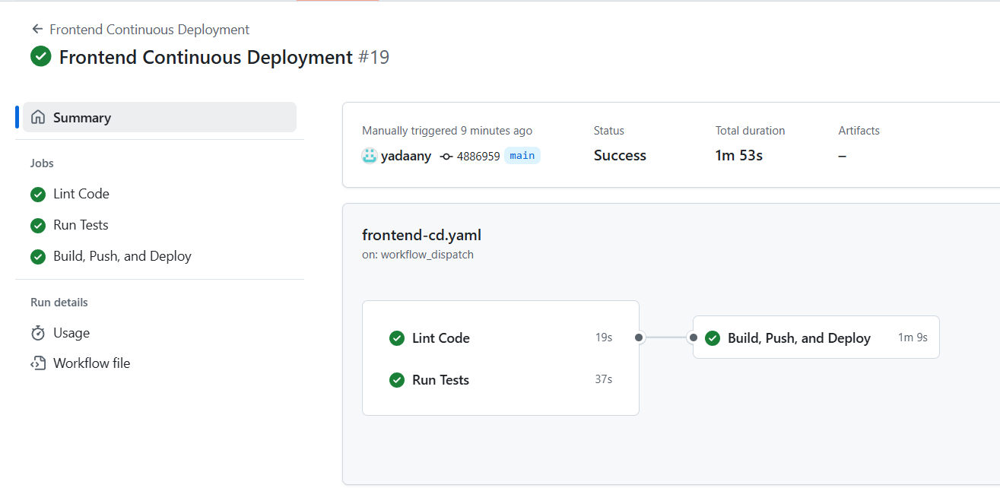 Frontend Continuous Deployment
Frontend Continuous Deployment #19
Summary
Jobs
Lint Code
Run Tests
Build, Push, and Deploy
Run details
Usage
Workflow file
Manually triggered 9 minutes ago
yadaany 4886959 main
Status
Success
Total duration
1m 53s
Artifacts
–
frontend-cd.yaml
on: workflow_dispatch
Lint Code 19s
Run Tests 37s
Build, Push, and Deploy 1m 9s